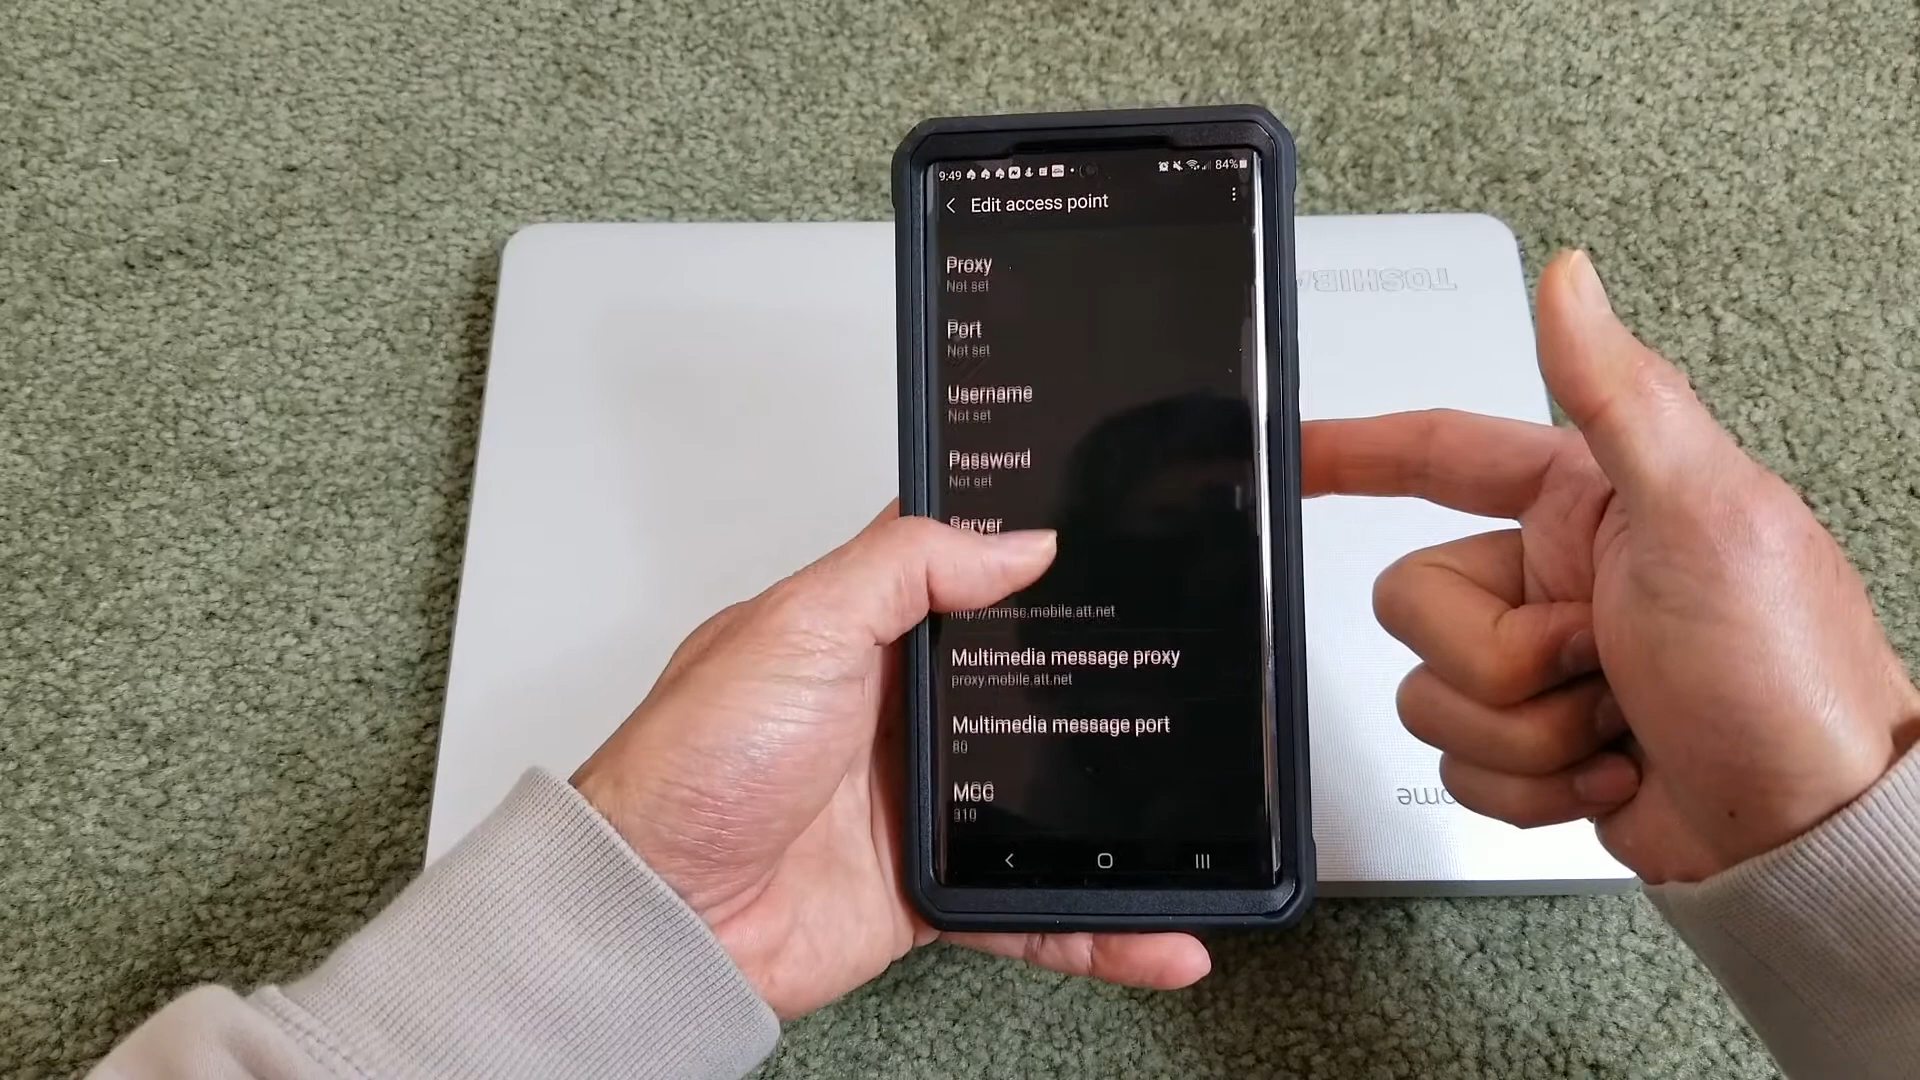 9:49 84%
Edit access point
Proxy
Not set
Port
Not set
Username
Not set
Password
Not set
Server
http://mmsc.mobile.att.net
Multimedia message proxy
proxy.mobile.att.net
Multimedia message port
80
MCC
310
TOSHIBA